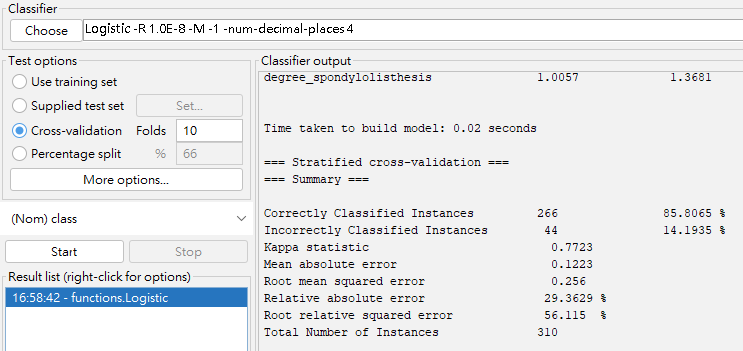 Classifier
Choose Logistic -R 1.0E-8 -M -1 -num-decimal-places 4
Test options
Use training set
Supplied test set Set...
Cross-validation Folds 10
Percentage split % 66
More options...
(Nom) class
Start Stop
Result list (right-click for options)
16:58:42 - functions.Logistic
Classifier output
degree_spondylolisthesis 1.0057 1.3681
Time taken to build model: 0.02 seconds
=== Stratified cross-validation ===
=== Summary ===
Correctly Classified Instances 266 85.8065 %
Incorrectly Classified Instances 44 14.1935 %
Kappa statistic 0.7723
Mean absolute error 0.1223
Root mean squared error 0.256
Relative absolute error 29.3629 %
Root relative squared error 56.115 %
Total Number of Instances 310